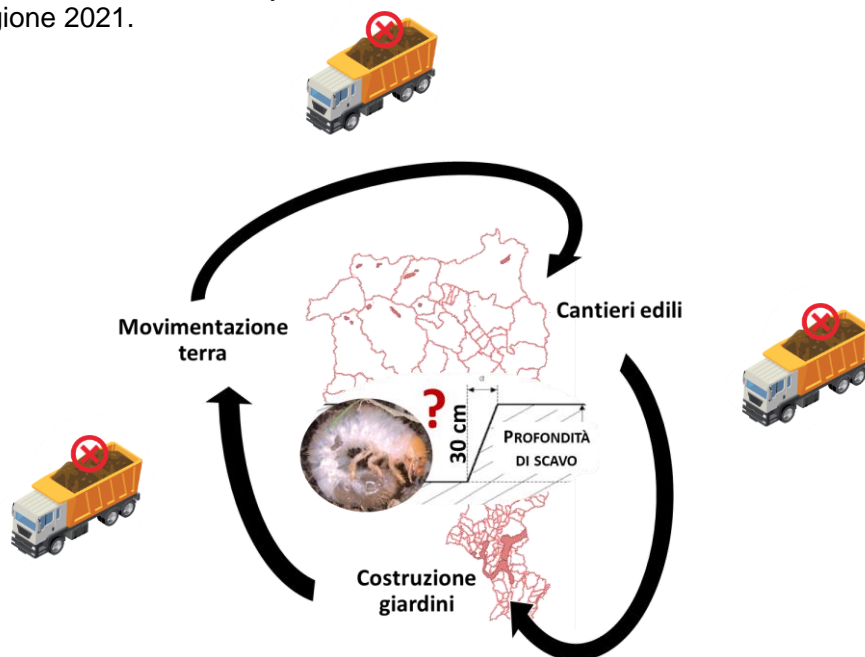 gione 2021.
Movimentazione
terra
Cantieri edili
?
30 cm
PROFONDITÀ
DI SCAVO
Costruzione
giardini